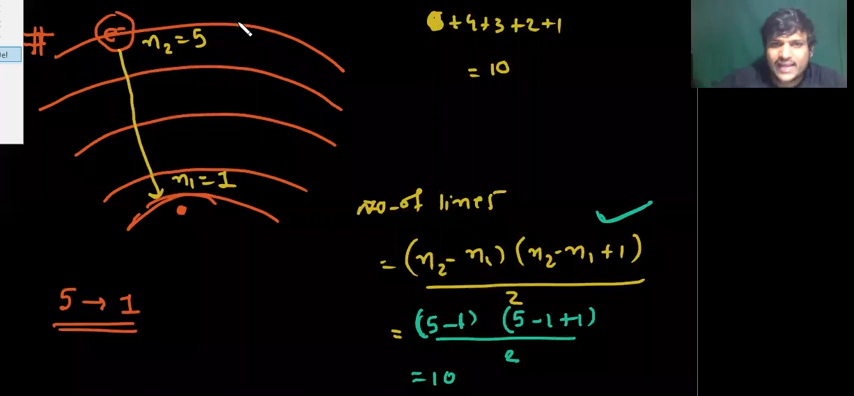 #
e⁻
n₂=5
n₁=1
5 → 1
+4+3+2+1
= 10
no. of lines
= (n₂ - n₁) (n₂ - n₁ + 1)
2
= (5-1) (5-1+1)
2
= 10